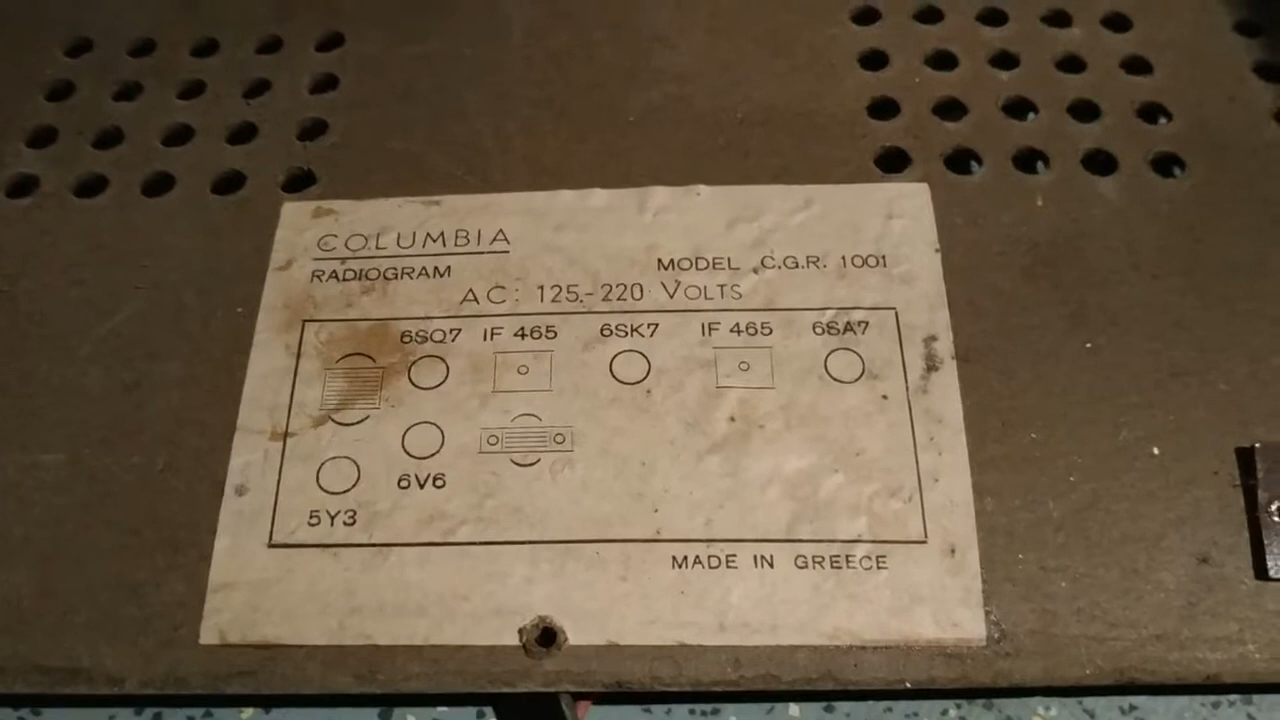 COLUMBIA
RADIOGRAM
MODEL C.G.R. 1001
AC: 125.-220 VOLTS
6SQ7 IF 465 6SK7 IF 465 6SA7
6V6
5Y3
MADE IN GREECE